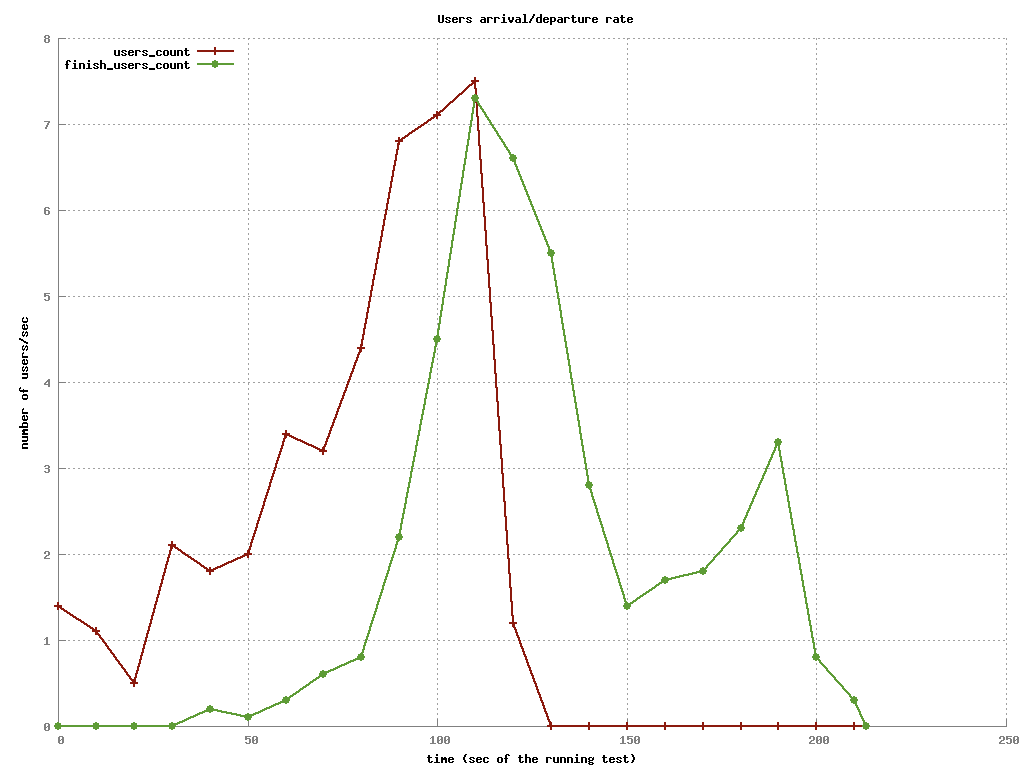 Users arrival/departure rate
8
users_count
finish_users_count
7
6
5
4
3
2
1
0
number of users/sec
0 50 100 150 200 250
time (sec of the running test)